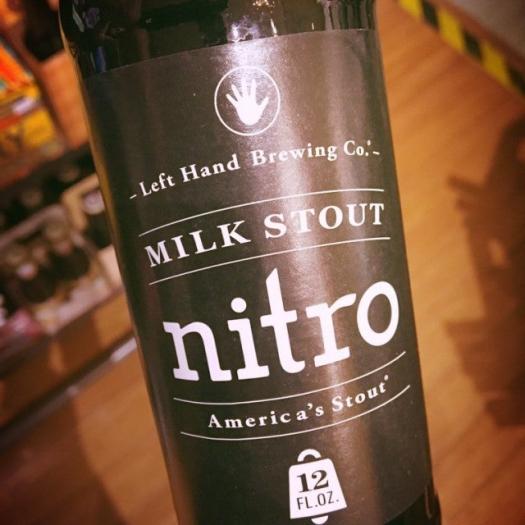 - Left Hand Brewing Co.® -
MILK STOUT
nitro
America's Stout®
12
FL.OZ.